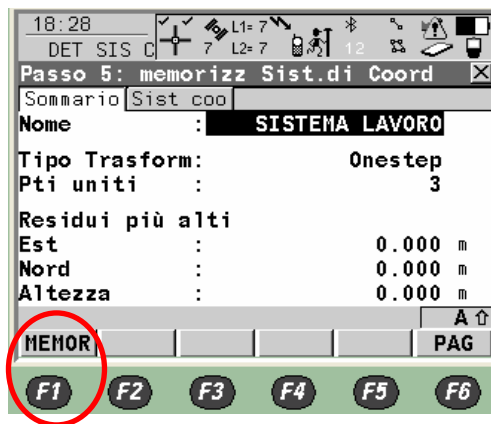 18:28 L1= 7
DET SIS C 7 L2= 7 12
Passo 5: memorizz Sist.di Coord
Sommario Sist coo
Nome : SISTEMA LAVORO
Tipo Trasform: Onestep
Pti uniti : 3
Residui più alti
Est : 0.000 m
Nord : 0.000 m
Altezza : 0.000 m
A
MEMOR PAG
F1 F2 F3 F4 F5 F6